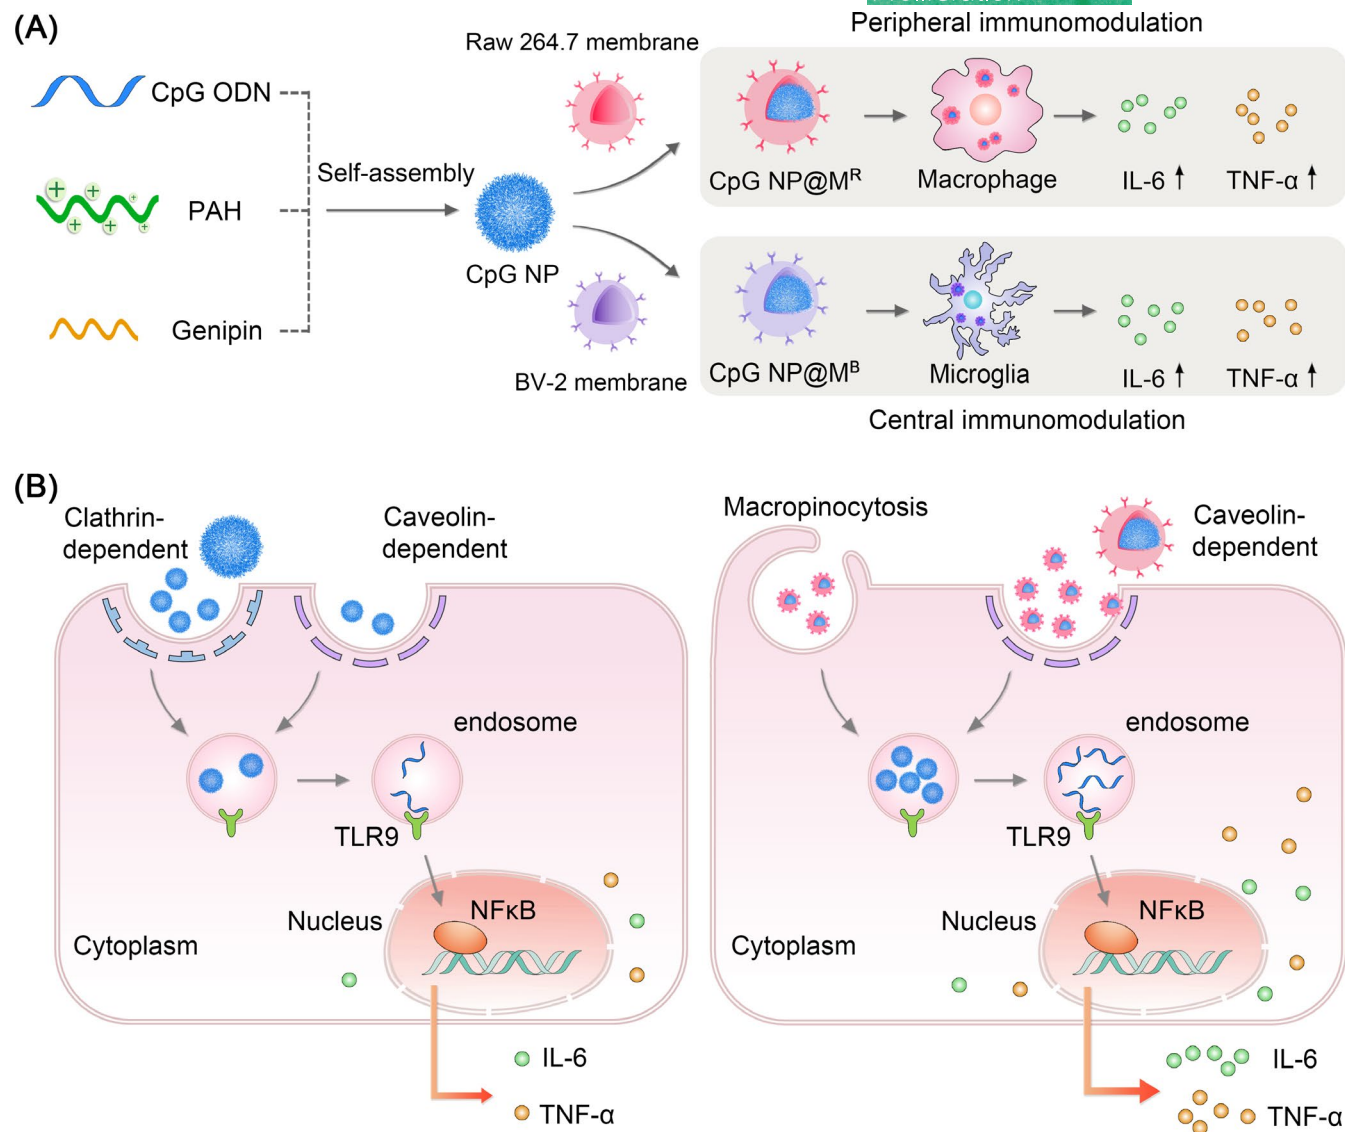 (A)
Peripheral immunomodulation
Raw 264.7 membrane
CpG ODN
Self-assembly
PAH
CpG NP
Genipin
BV-2 membrane
CpG NP@Mᴿ
Macrophage
IL-6 ↑
TNF-α ↑
CpG NP@Mᴮ
Microglia
IL-6 ↑
TNF-α ↑
Central immunomodulation
(B)
Clathrin-
dependent
Caveolin-
dependent
endosome
TLR9
Nucleus
NFκB
Cytoplasm
IL-6
TNF-α
Macropinocytosis
Caveolin-
dependent
endosome
TLR9
Nucleus
NFκB
Cytoplasm
IL-6
TNF-α